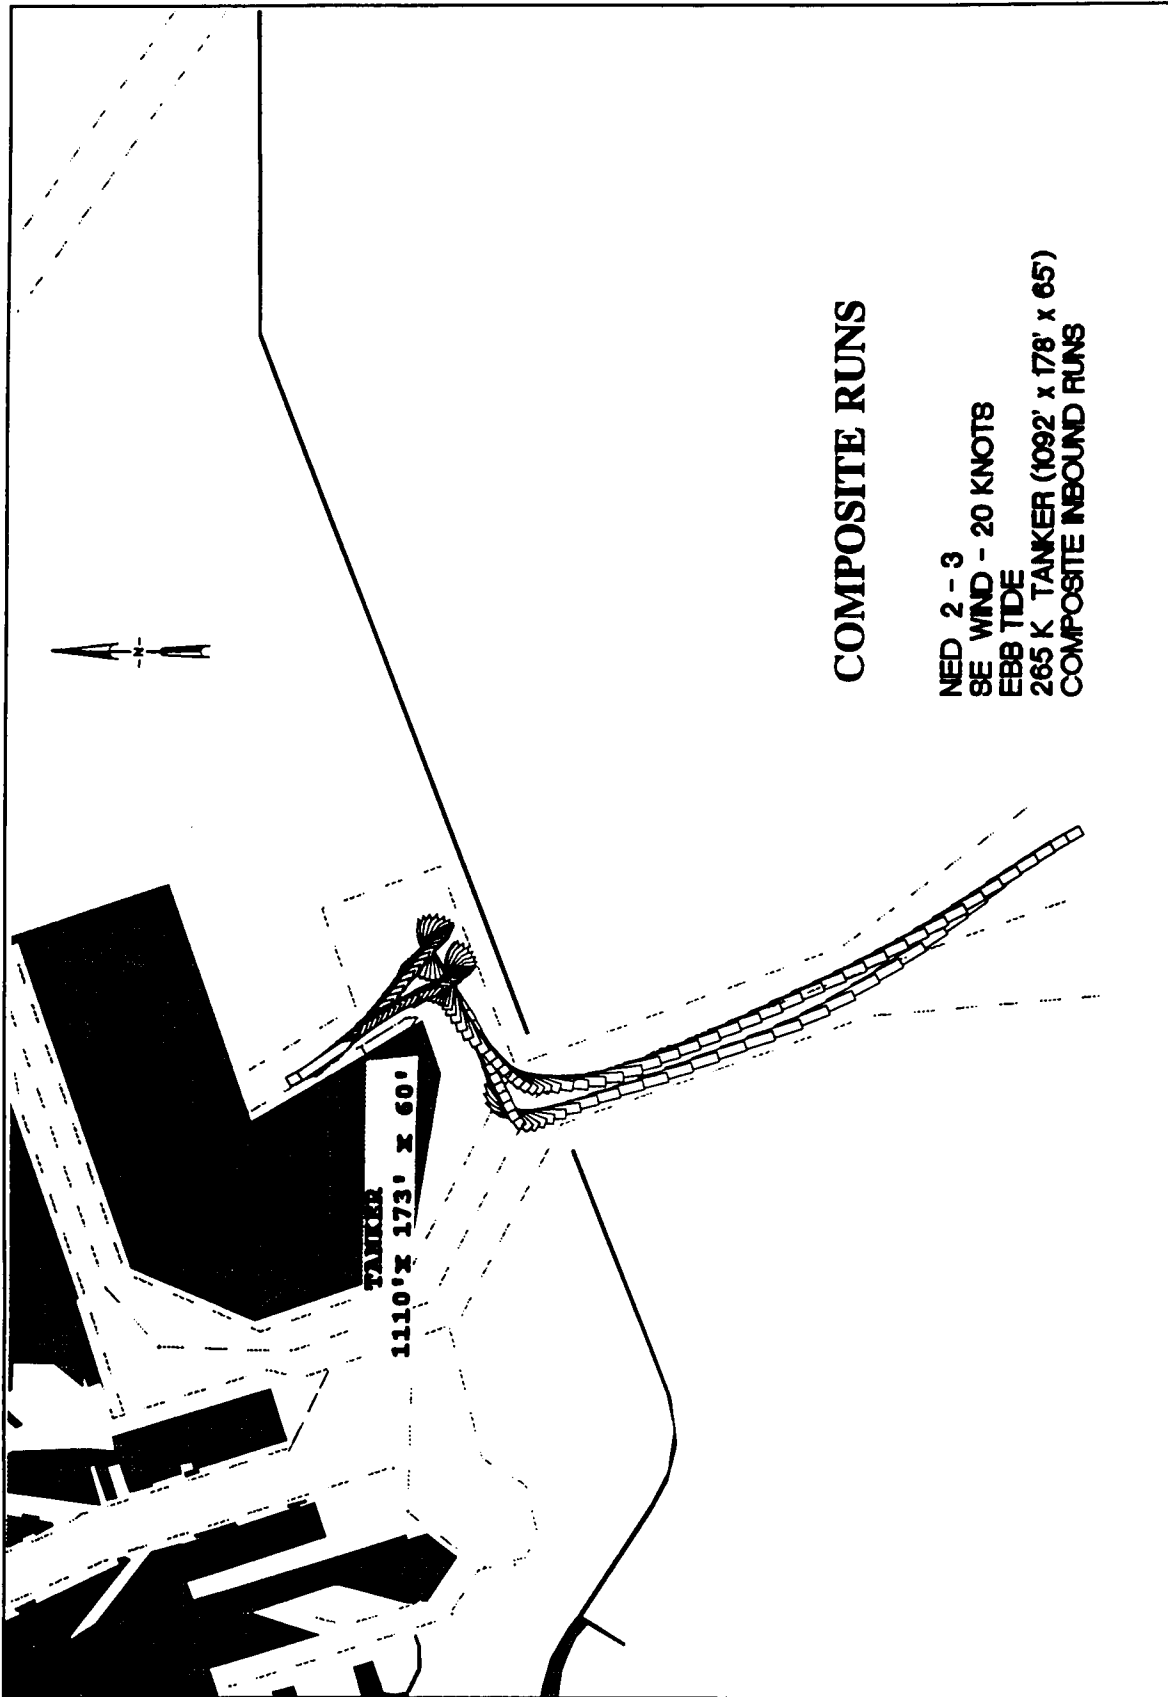 N
TANKER
1110'X 173' X 60'
COMPOSITE RUNS
NED 2 - 3
SE WIND - 20 KNOTS
EBB TIDE
265 K TANKER (1092' x 178' x 65')
COMPOSITE INBOUND RUNS